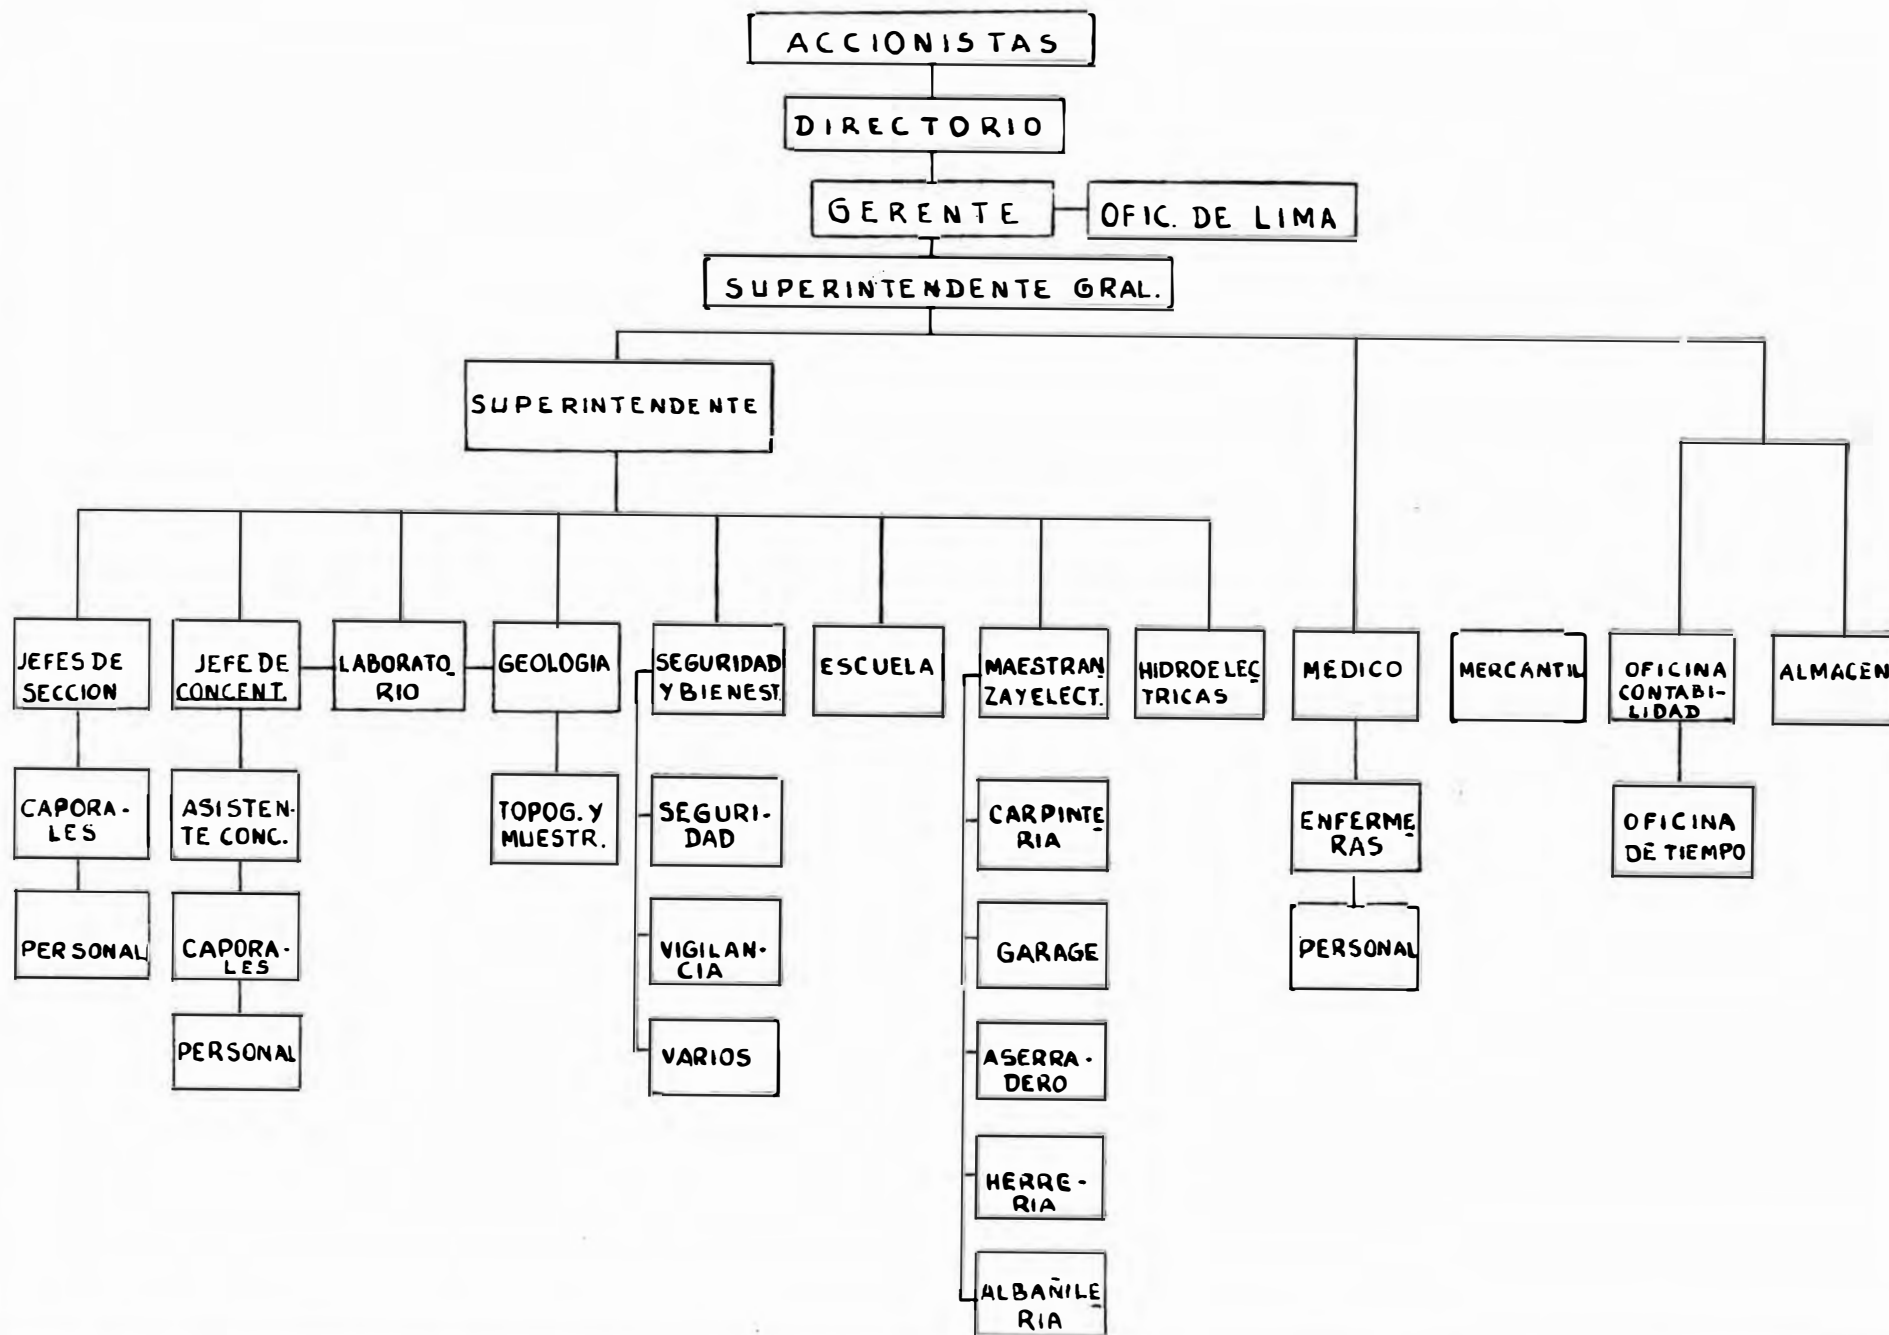 ACCIONISTAS
DIRECTORIO
GERENTE
OFIC. DE LIMA
SUPERINTENDENTE GRAL.
SUPERINTENDENTE
JEFES DE
SECCION
JEFE DE
CONCENT.
LABORATO
RIO
GEOLOGIA
SEGURIDAD
Y BIENEST.
ESCUELA
MAESTRAN
ZA Y ELECT.
HIDROELEC
TRICAS
MEDICO
MERCANTIL
OFICINA
CONTABI-
LIDAD
ALMACEN
CAPORA-
LES
ASISTEN-
TE CONC.
TOPOG. Y
MUESTR.
SEGURI-
DAD
CARPINTE
RIA
ENFERME
RAS
OFICINA
DE TIEMPO
PERSONAL
CAPORA-
LES
VIGILAN-
CIA
GARAGE
PERSONAL
PERSONAL
VARIOS
ASERRA-
DERO
HERRE-
RIA
ALBAÑILE
RIA